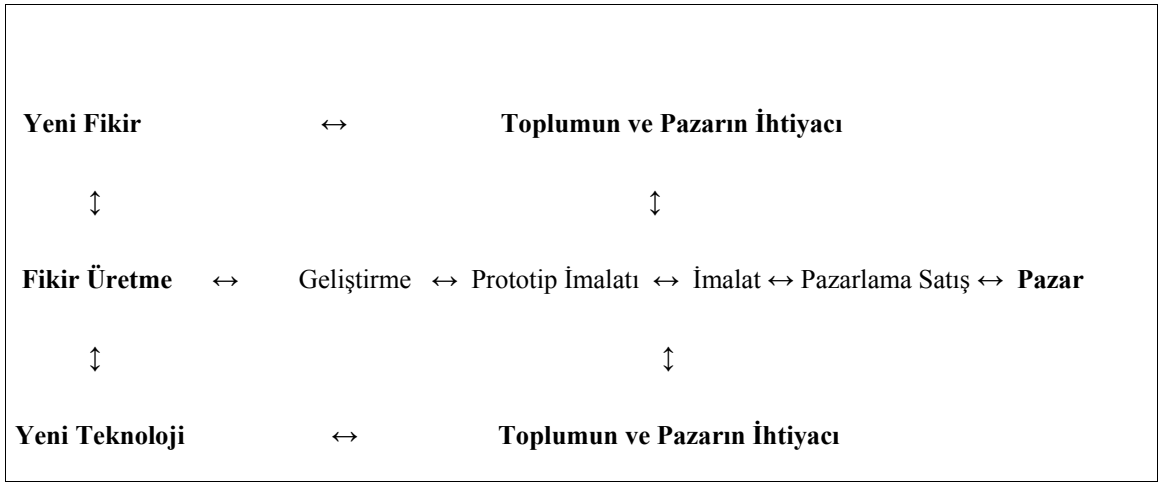 Yeni Fikir ↔ Toplumun ve Pazarın İhtiyacı
↕ ↕
Fikir Üretme ↔ Geliştirme ↔ Prototip İmalatı ↔ İmalat ↔ Pazarlama Satış ↔ Pazar
↕ ↕
Yeni Teknoloji ↔ Toplumun ve Pazarın İhtiyacı